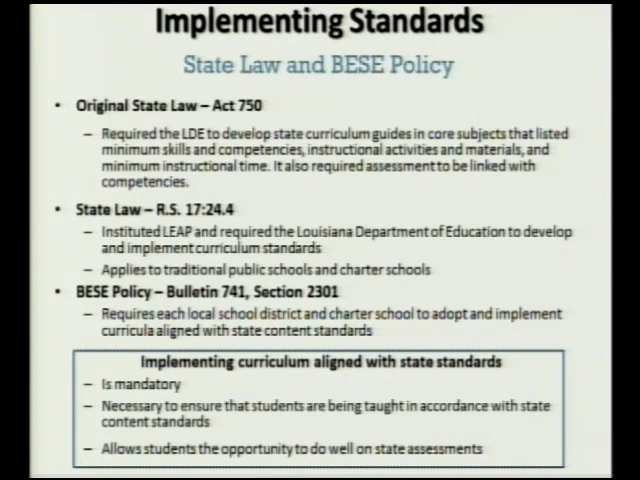 Implementing Standards
State Law and BESE Policy
• Original State Law – Act 750
– Required the LDE to develop state curriculum guides in core subjects that listed
minimum skills and competencies, instructional activities and materials, and
minimum instructional time. It also required assessment to be linked with
competencies.
• State Law – R.S. 17:24.4
– Instituted LEAP and required the Louisiana Department of Education to develop
and implement curriculum standards
– Applies to traditional public schools and charter schools
• BESE Policy – Bulletin 741, Section 2301
– Requires each local school district and charter school to adopt and implement
curricula aligned with state content standards
Implementing curriculum aligned with state standards
– Is mandatory
– Necessary to ensure that students are being taught in accordance with state
content standards
– Allows students the opportunity to do well on state assessments